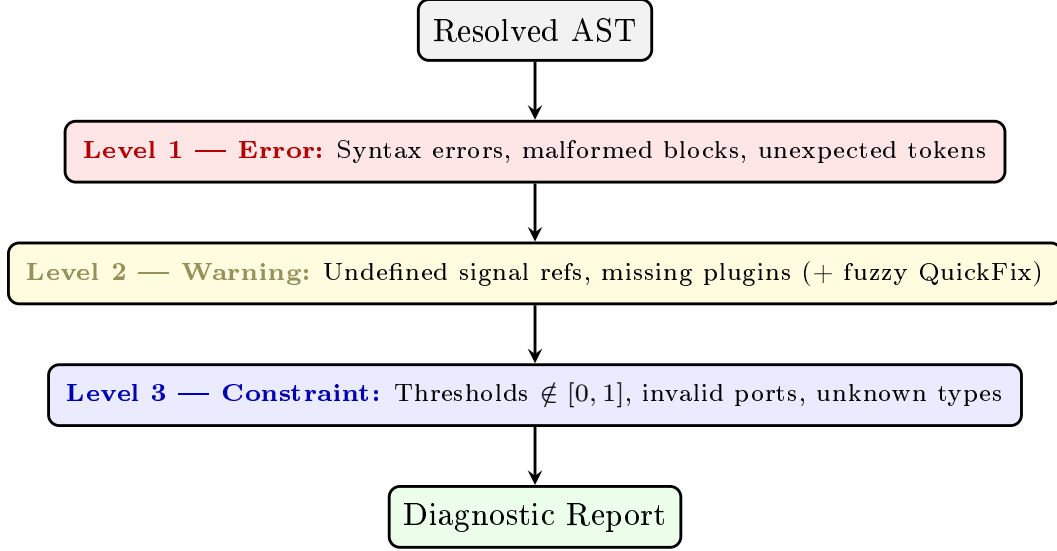 Resolved AST
Level 1 — Error: Syntax errors, malformed blocks, unexpected tokens
Level 2 — Warning: Undefined signal refs, missing plugins (+ fuzzy QuickFix)
Level 3 — Constraint: Thresholds ∉ [0, 1], invalid ports, unknown types
Diagnostic Report